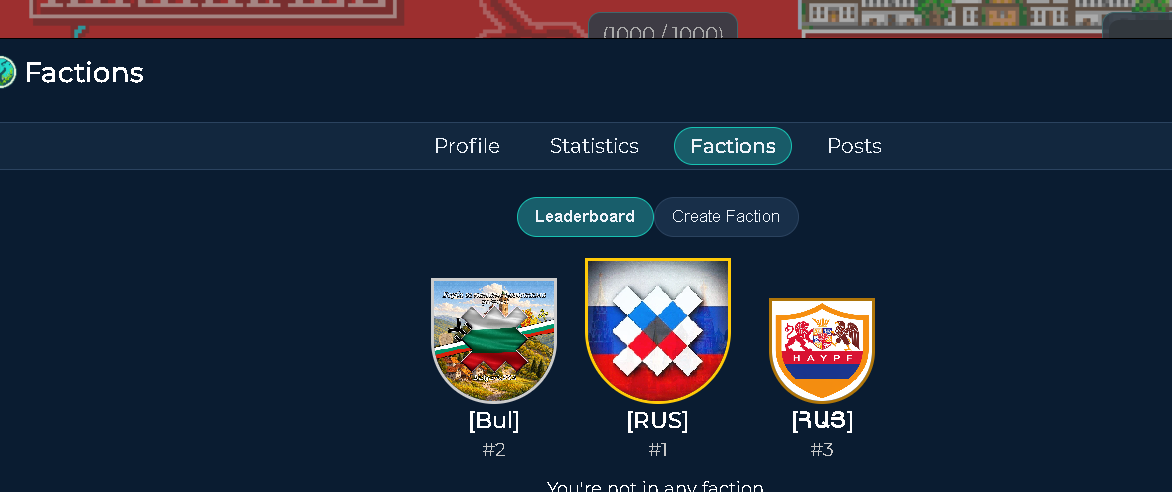 (1000 / 1000)
Factions
Profile Statistics Factions Posts
Leaderboard Create Faction
HAYPF
[Bul] [RUS] [ՀԱՅ]
#2 #1 #3
You're not in any faction